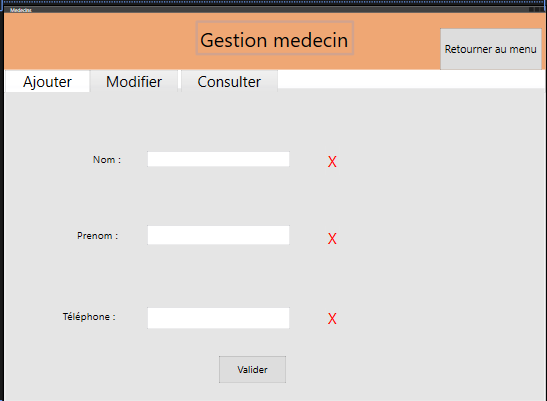 Medecins
Gestion medecin
Retourner au menu
Ajouter
Modifier
Consulter
Nom :
X
Prenom :
X
Téléphone :
X
Valider